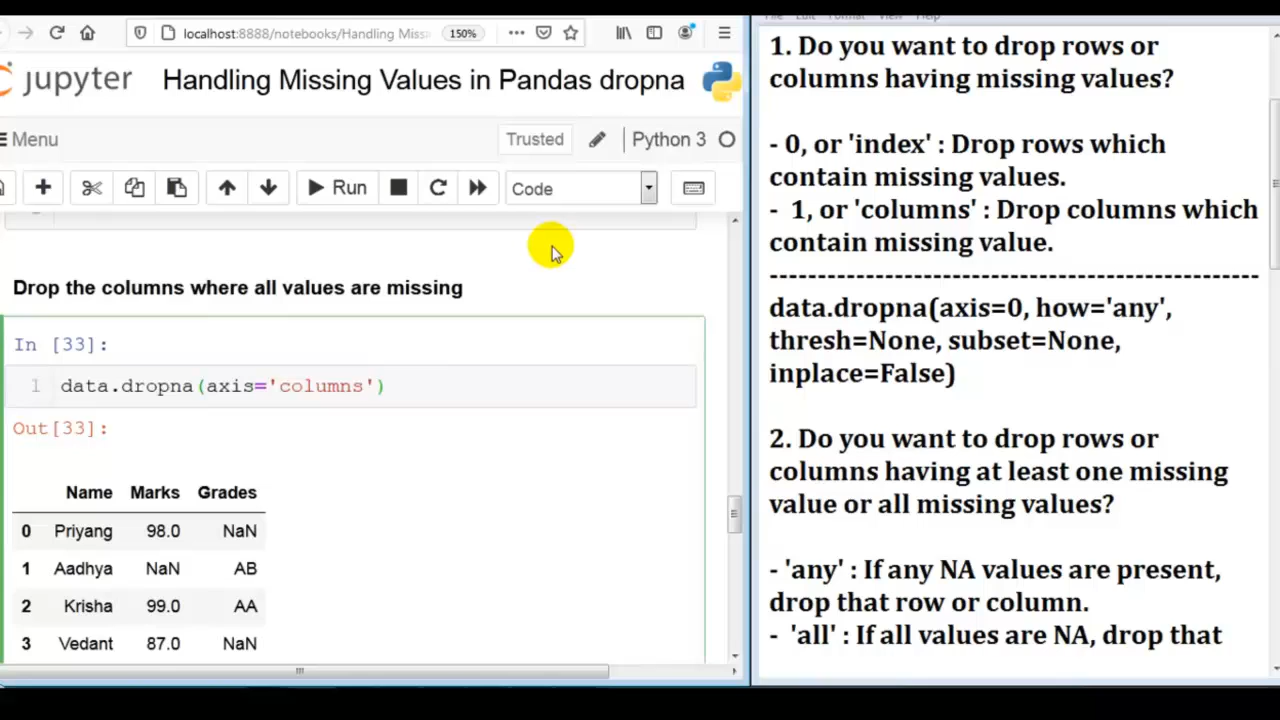 localhost:8888/notebooks/Handling Miss
150%
jupyter
Handling Missing Values in Pandas dropna
Menu
Trusted
Python 3
Run
Code
Drop the columns where all values are missing
In [33]:
1 data.dropna(axis='columns')
Out[33]:
Name Marks Grades
0 Priyang 98.0 NaN
1 Aadhya NaN AB
2 Krisha 99.0 AA
3 Vedant 87.0 NaN
File Edit Format View Help
1. Do you want to drop rows or
columns having missing values?
- 0, or 'index' : Drop rows which
contain missing values.
- 1, or 'columns' : Drop columns which
contain missing value.
-----------------------------------------------
data.dropna(axis=0, how='any',
thresh=None, subset=None,
inplace=False)
2. Do you want to drop rows or
columns having at least one missing
value or all missing values?
- 'any' : If any NA values are present,
drop that row or column.
- 'all' : If all values are NA, drop that